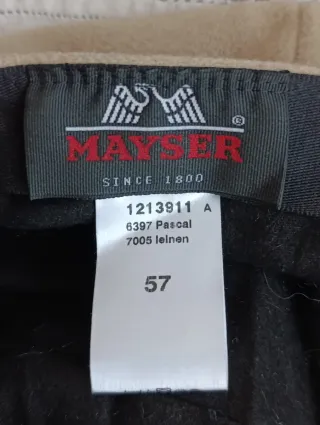 MAYSER
SINCE 1800
1213911 A
6397 Pascal
7005 leinen
57